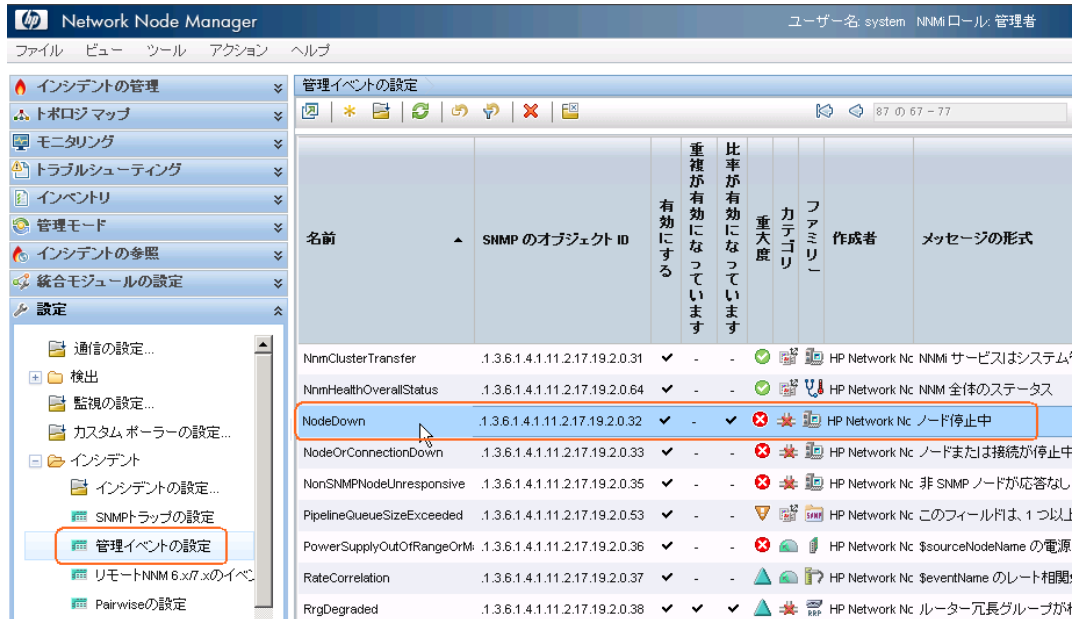 Network Node Manager
ユーザー名: system NNMiロール: 管理者
ファイル ビュー ツール アクション ヘルプ
インシデントの管理
トポロジ マップ
モニタリング
トラブルシューティング
インベントリ
管理モード
インシデントの参照
統合モジュールの設定
設定
通信の設定...
検出
監視の設定...
カスタム ポーラーの設定...
インシデント
インシデントの設定...
SNMPトラップの設定
管理イベントの設定
リモートNNM 6.x/7.xのイベン
Pairwiseの設定
管理イベントの設定
87 の 67 - 77
名前 SNMP のオブジェクト ID 有効にする 重複が有効になっています 比率が有効になっています 重大度 カテゴリ ファミリー 作成者 メッセージの形式
NnmClusterTransfer .1.3.6.1.4.1.11.2.17.19.2.0.31 - - HP Network Nc NNMi サービスはシステム
NnmHealthOverallStatus .1.3.6.1.4.1.11.2.17.19.2.0.64 - - HP Network Nc NNM 全体のステータス
NodeDown .1.3.6.1.4.1.11.2.17.19.2.0.32 - HP Network Nc ノード停止中
NodeOrConnectionDown .1.3.6.1.4.1.11.2.17.19.2.0.33 - - HP Network Nc ノードまたは接続が停止中
NonSNMPNodeUnresponsive .1.3.6.1.4.1.11.2.17.19.2.0.35 - - HP Network Nc 非 SNMP ノードが応答なし
PipelineQueueSizeExceeded .1.3.6.1.4.1.11.2.17.19.2.0.53 - - HP Network Nc このフィールドは、1 つ以上
PowerSupplyOutOfRangeOrM .1.3.6.1.4.1.11.2.17.19.2.0.36 - - HP Network Nc $sourceNodeName の電源
RateCorrelation .1.3.6.1.4.1.11.2.17.19.2.0.37 - - HP Network Nc $eventName のレート相関
RrgDegraded .1.3.6.1.4.1.11.2.17.19.2.0.38 HP Network Nc ルーター冗長グループが